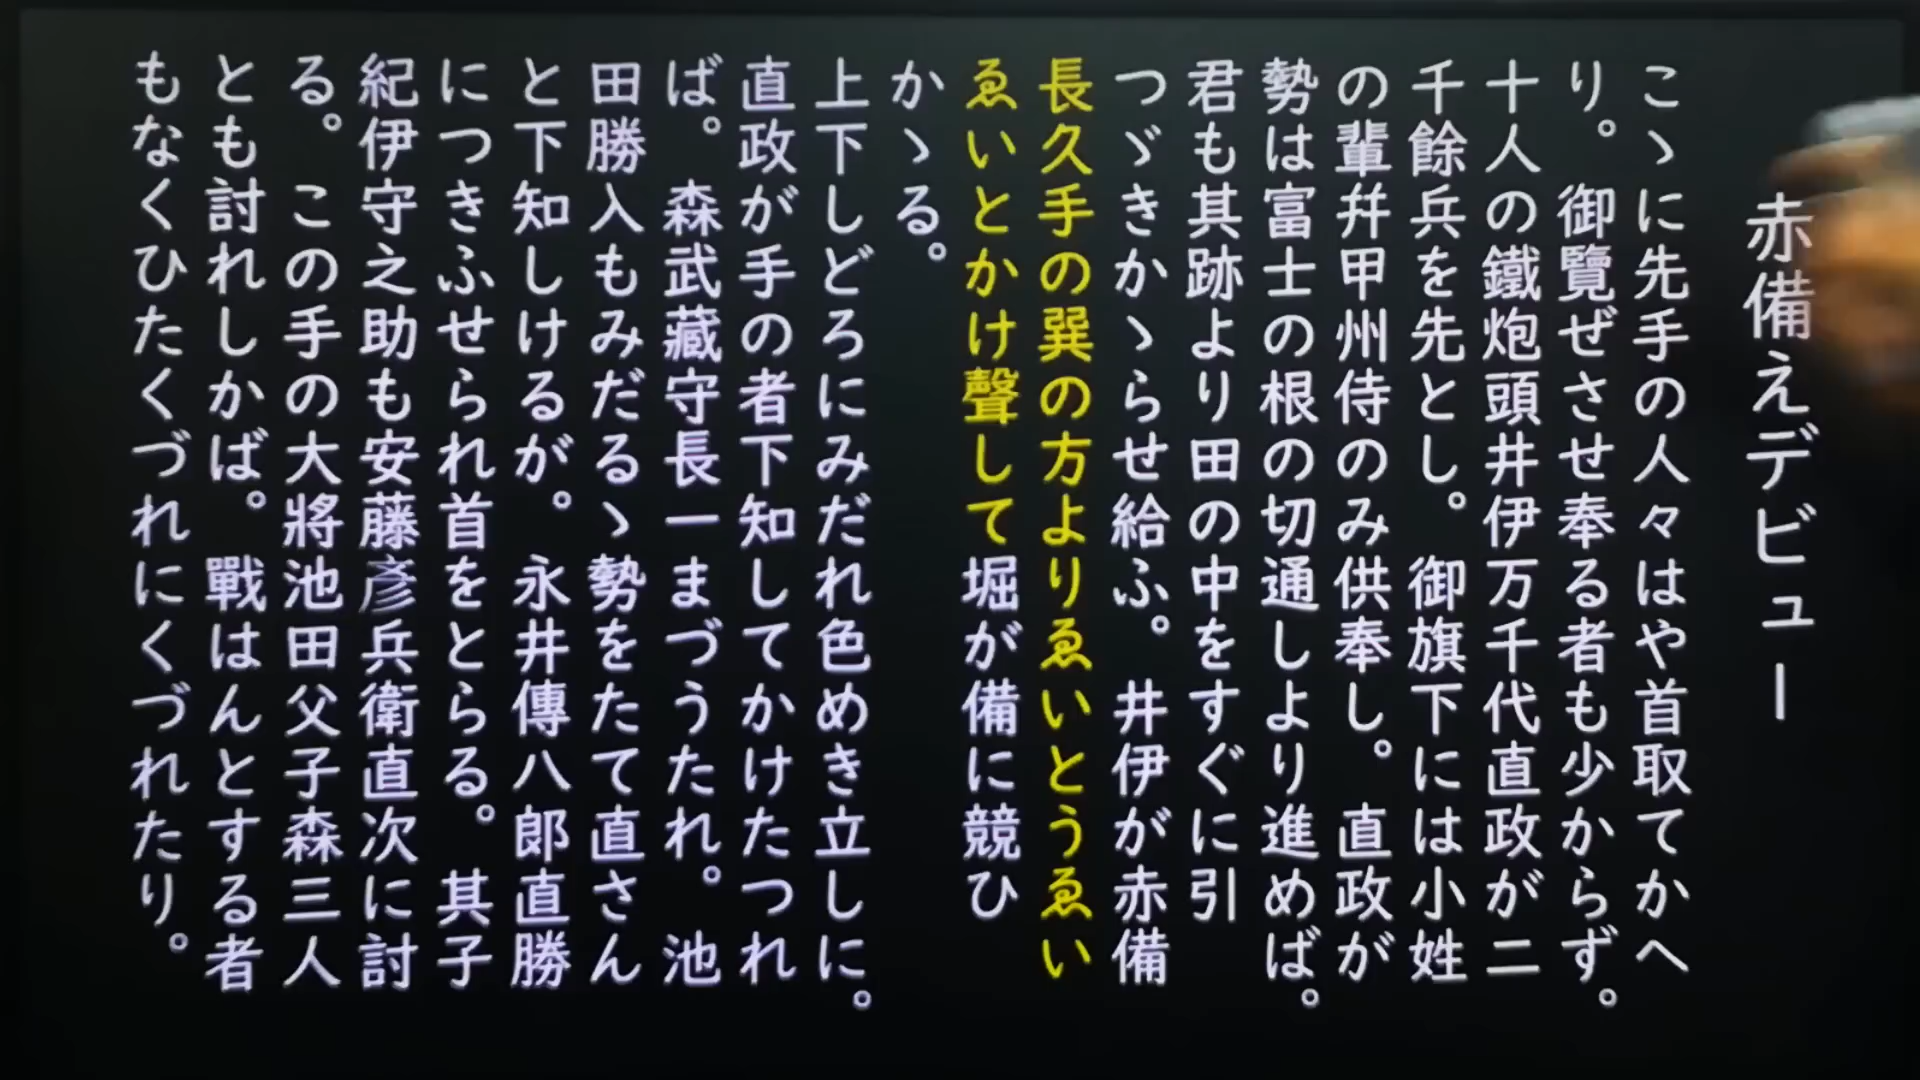 赤備えデビュー
こゝに先手の人々はや首取てかへ
り。御覽ぜさせ奉る者も少からず。
十人の鐵炮頭井伊万千代直政が二
千餘兵を先とし。御旗下には小姓
の輩幷甲州侍のみ供奉し。直政が
勢は富士の根の切通しより進めば。
君も其跡より田の中をすぐに引
つゞきかゝらせ給ふ。井伊が赤備
長久手の巽の方よりゑいとうゑい
ゑいとかけ聲して堀が備に競ひ
かゝる。
上下しどろにみだれ色めき立しに。
直政が手の者下知してかけたつれ
ば。森武藏守長一まづうたれ。池
田勝入もみだるゝ勢をたて直さん
と下知しけるが。永井傳八郎直勝
につきふせられ首をとらる。其子
紀伊守之助も安藤彥兵衛直次に討
る。この手の大將池田父子森三人
とも討れしかば。戰はんとする者
もなくひたくづれにくづれたり。